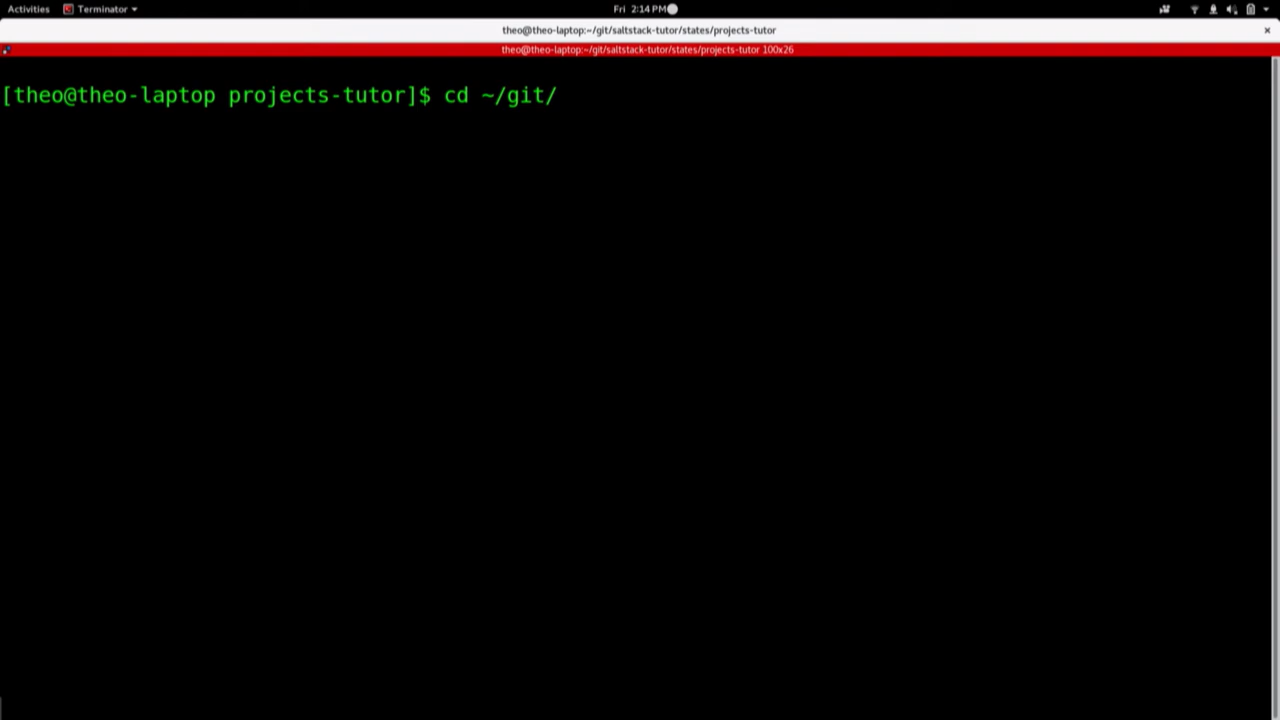 Activities Terminator Fri 2:14 PM
theo@theo-laptop:~/git/saltstack-tutor/states/projects-tutor
theo@theo-laptop:~/git/saltstack-tutor/states/projects-tutor 100x26
[theo@theo-laptop projects-tutor]$ cd ~/git/